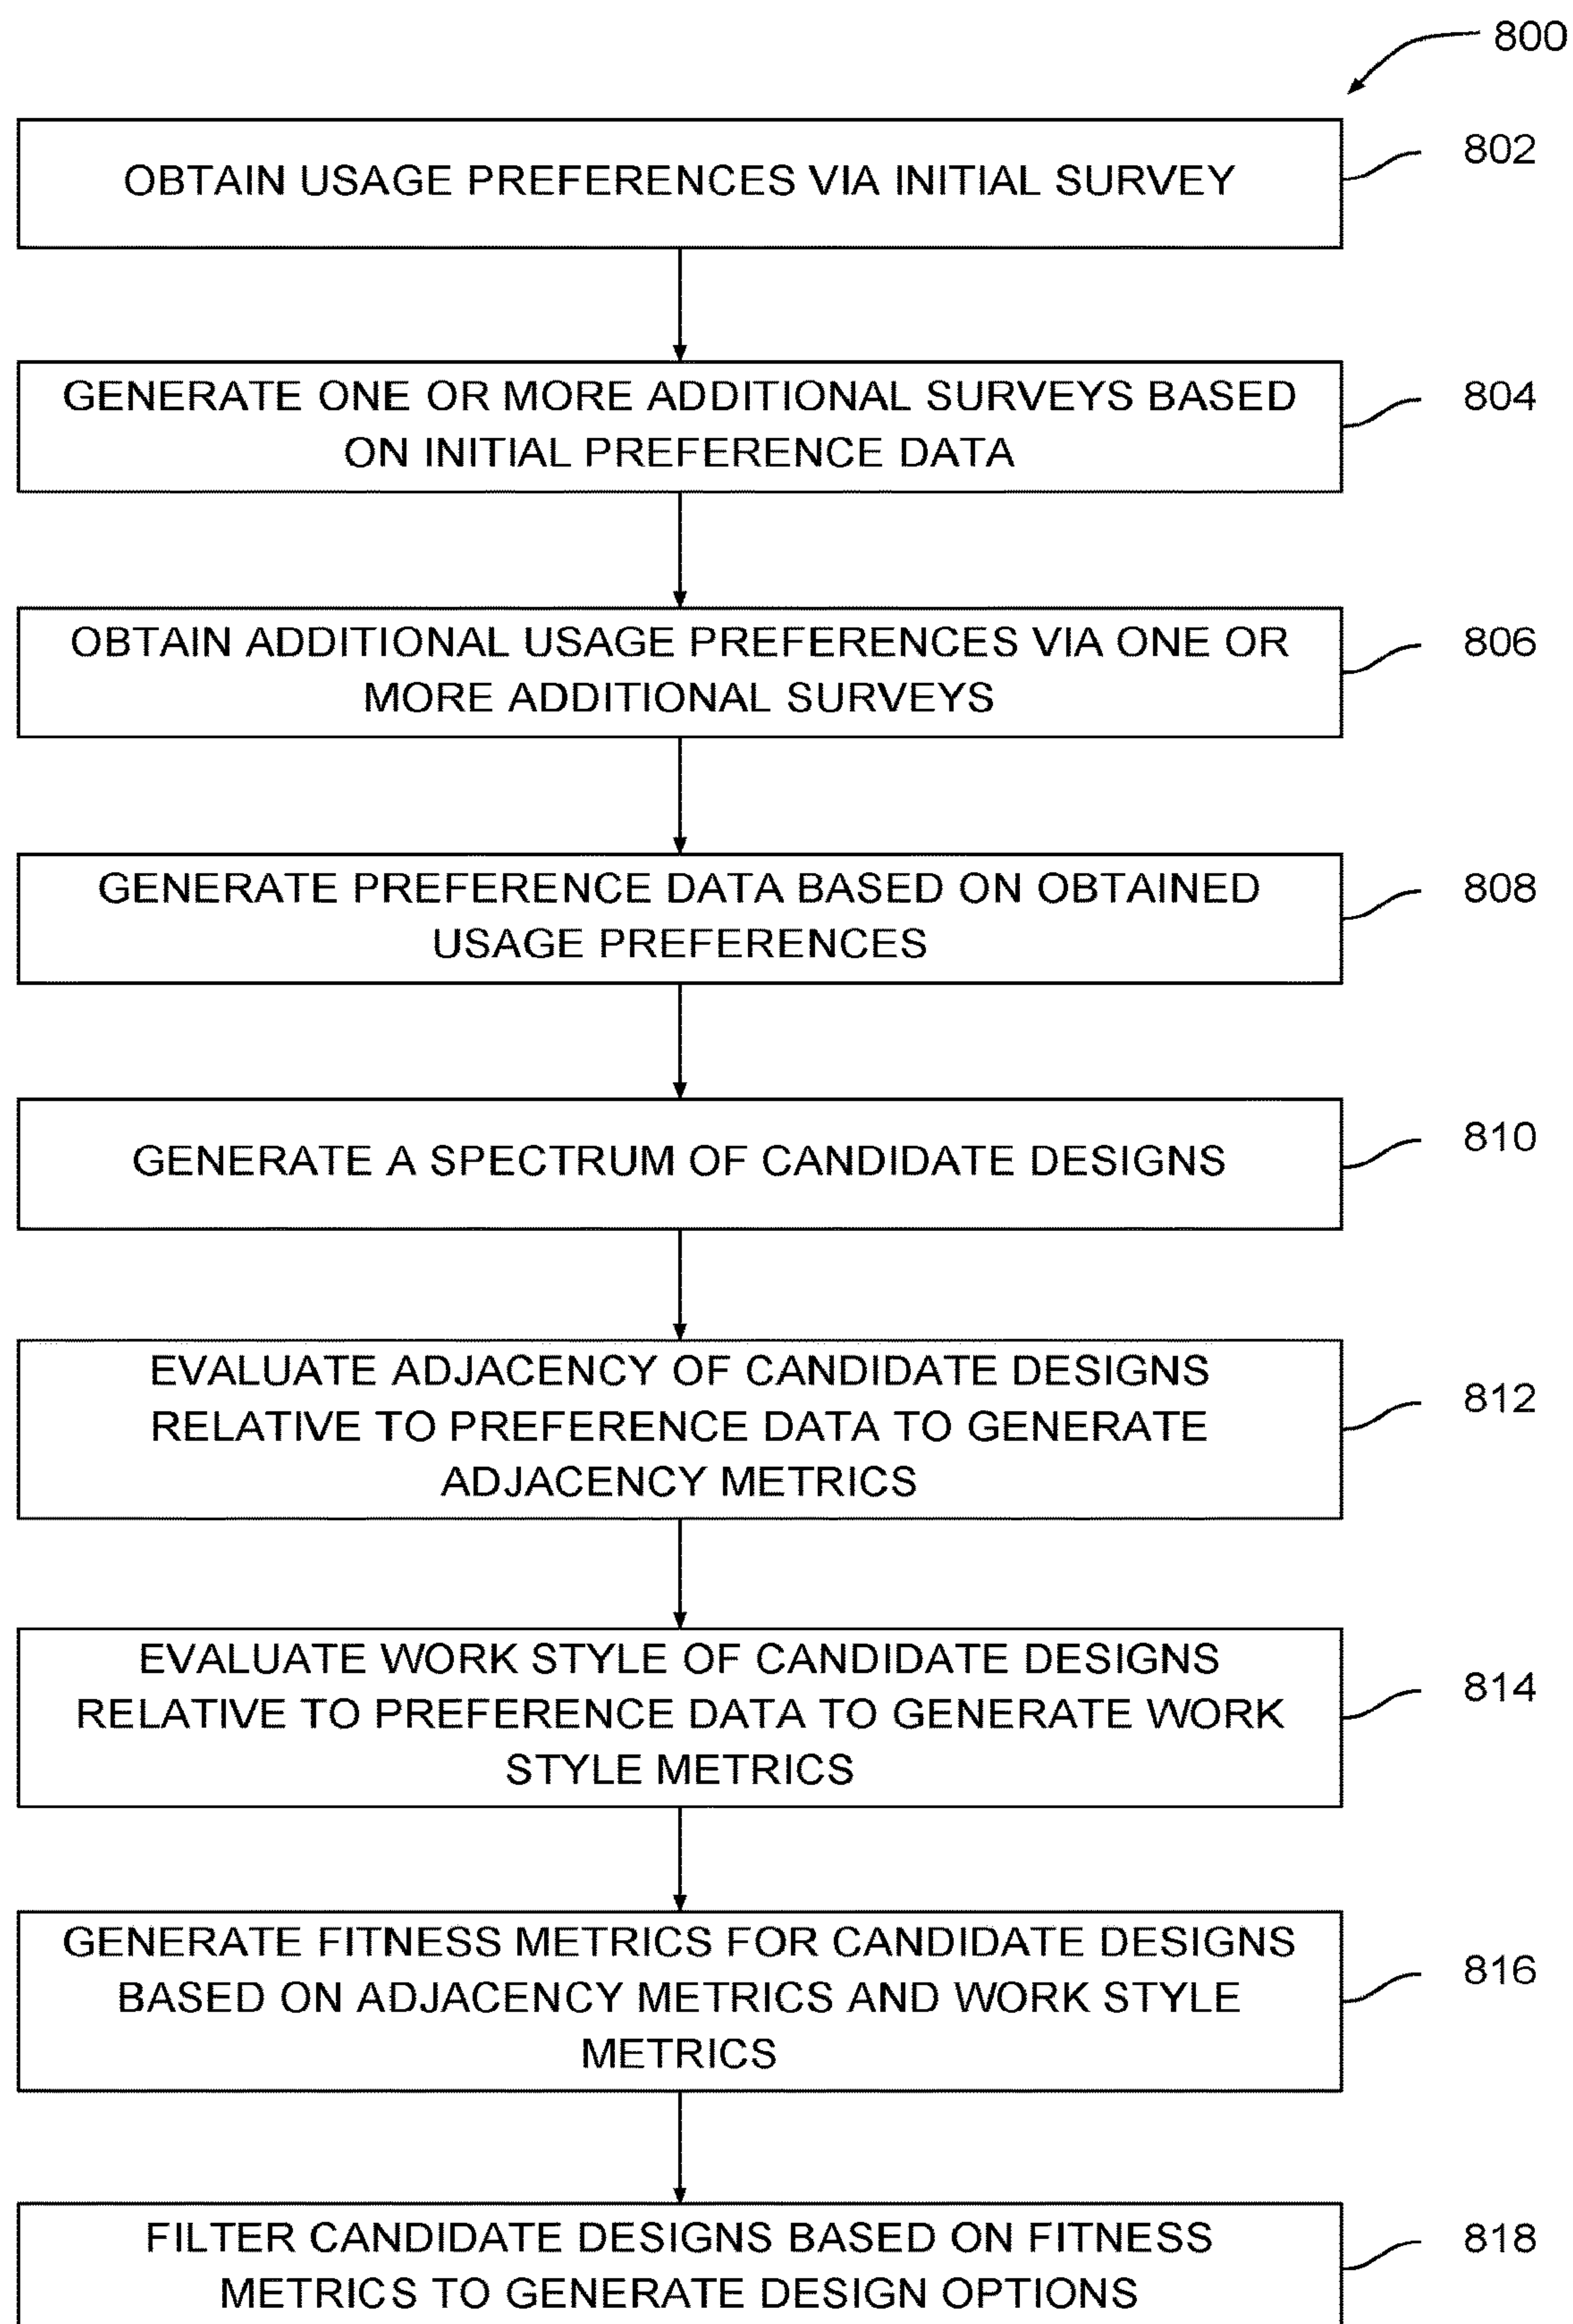 800
OBTAIN USAGE PREFERENCES VIA INITIAL SURVEY
802
GENERATE ONE OR MORE ADDITIONAL SURVEYS BASED
ON INITIAL PREFERENCE DATA
804
OBTAIN ADDITIONAL USAGE PREFERENCES VIA ONE OR
MORE ADDITIONAL SURVEYS
806
GENERATE PREFERENCE DATA BASED ON OBTAINED
USAGE PREFERENCES
808
GENERATE A SPECTRUM OF CANDIDATE DESIGNS
810
EVALUATE ADJACENCY OF CANDIDATE DESIGNS
RELATIVE TO PREFERENCE DATA TO GENERATE
ADJACENCY METRICS
812
EVALUATE WORK STYLE OF CANDIDATE DESIGNS
RELATIVE TO PREFERENCE DATA TO GENERATE WORK
STYLE METRICS
814
GENERATE FITNESS METRICS FOR CANDIDATE DESIGNS
BASED ON ADJACENCY METRICS AND WORK STYLE
METRICS
816
FILTER CANDIDATE DESIGNS BASED ON FITNESS
METRICS TO GENERATE DESIGN OPTIONS
818